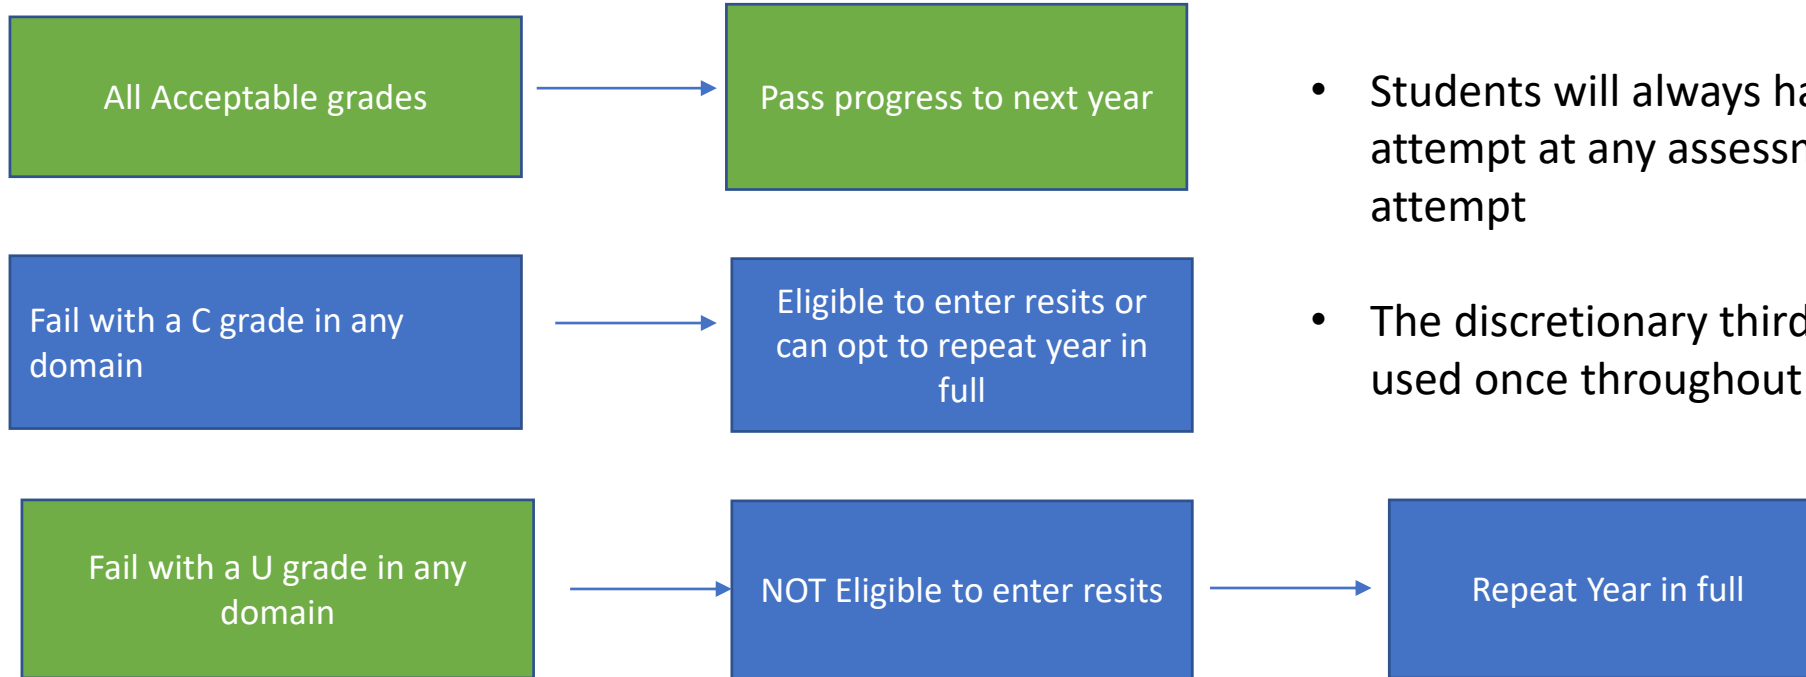 All Acceptable grades
Pass progress to next year
Fail with a C grade in any
domain
Eligible to enter resits or
can opt to repeat year in
full
Fail with a U grade in any
domain
NOT Eligible to enter resits
Repeat Year in full
• Students will always
attempt at any
attempt
• The discretionary third
used once throughout